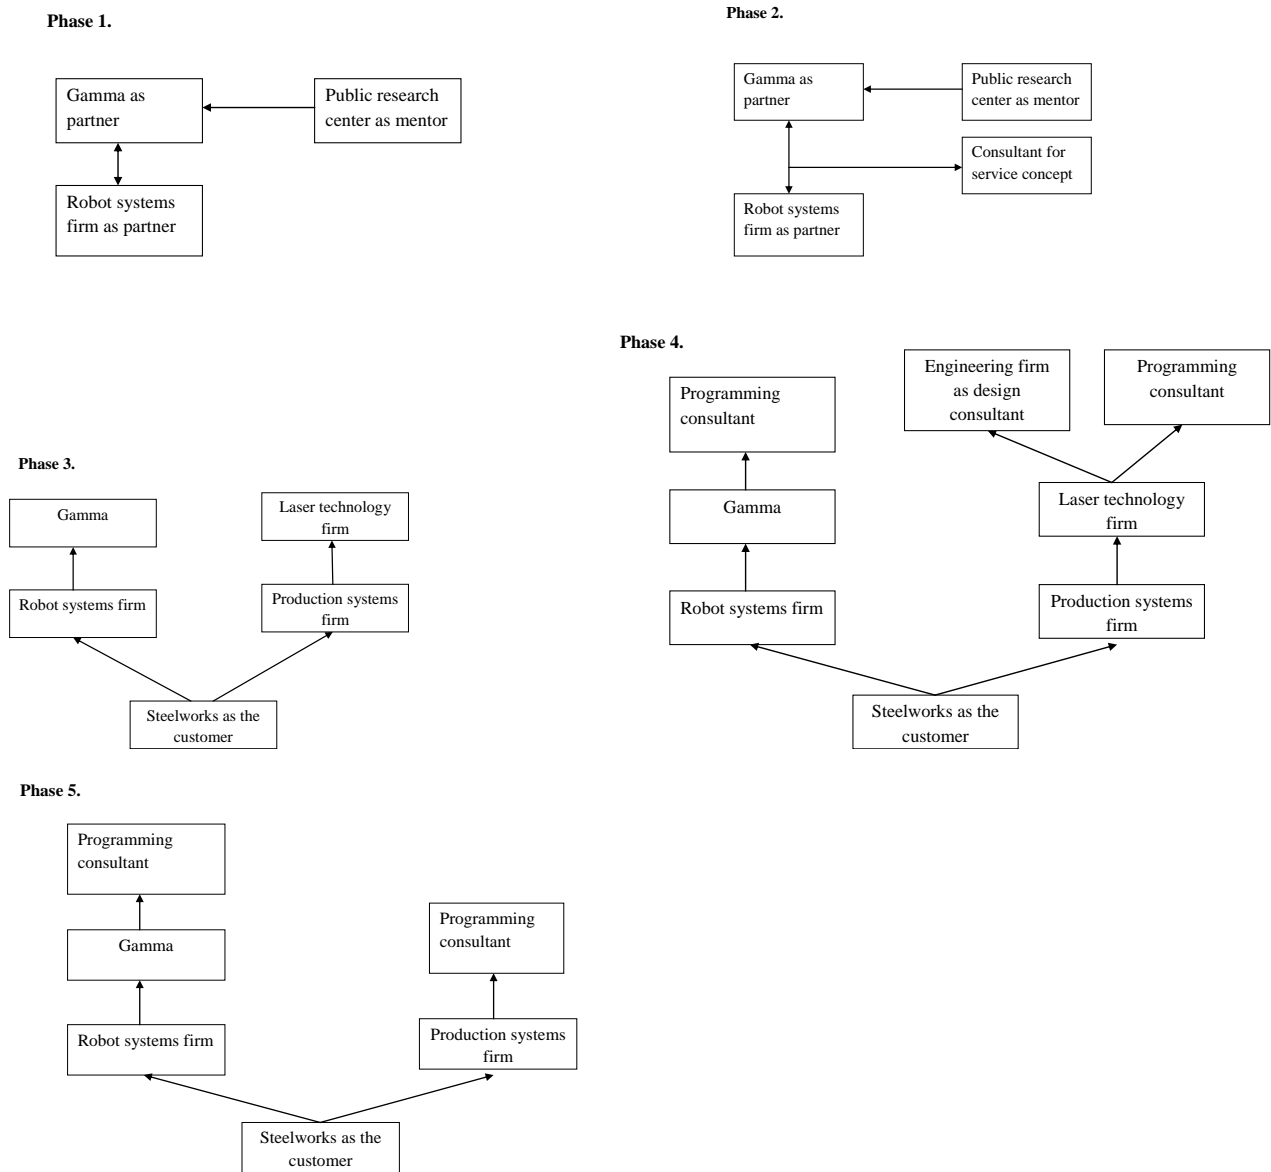 Phase 1.
Gamma as
partner
Public research
center as mentor
Robot systems
firm as partner
Phase 2.
Gamma as
partner
Public research
center as mentor
Consultant for
service concept
Robot systems
firm as partner
Phase 3.
Gamma
Laser technology
firm
Robot systems firm
Production systems
firm
Steelworks as the
customer
Phase 4.
Programming
consultant
Engineering firm
as design
consultant
Programming
consultant
Gamma
Laser technology
firm
Robot systems firm
Production systems
firm
Steelworks as the
customer
Phase 5.
Programming
consultant
Gamma
Programming
consultant
Robot systems firm
Production systems
firm
Steelworks as the
customer